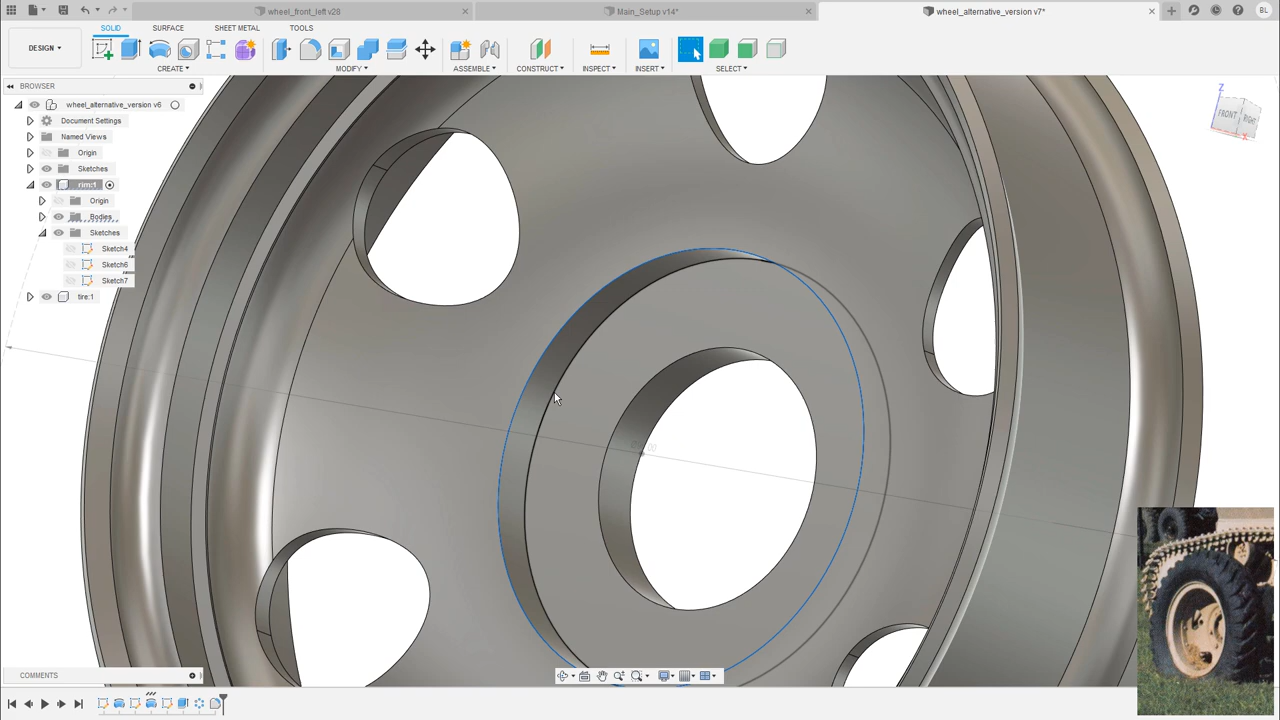 wheel_front_left v28
Main_Setup v14*
wheel_alternative_version v7*
BL
SOLID
SURFACE
SHEET METAL
TOOLS
DESIGN
CREATE
MODIFY
ASSEMBLE
CONSTRUCT
INSPECT
INSERT
SELECT
BROWSER
wheel_alternative_version v6
Document Settings
Named Views
Origin
Sketches
rim:1
Origin
Bodies
Sketches
Sketch4
Sketch6
Sketch7
tire:1
Z
FRONT
RIGHT
X
COMMENTS